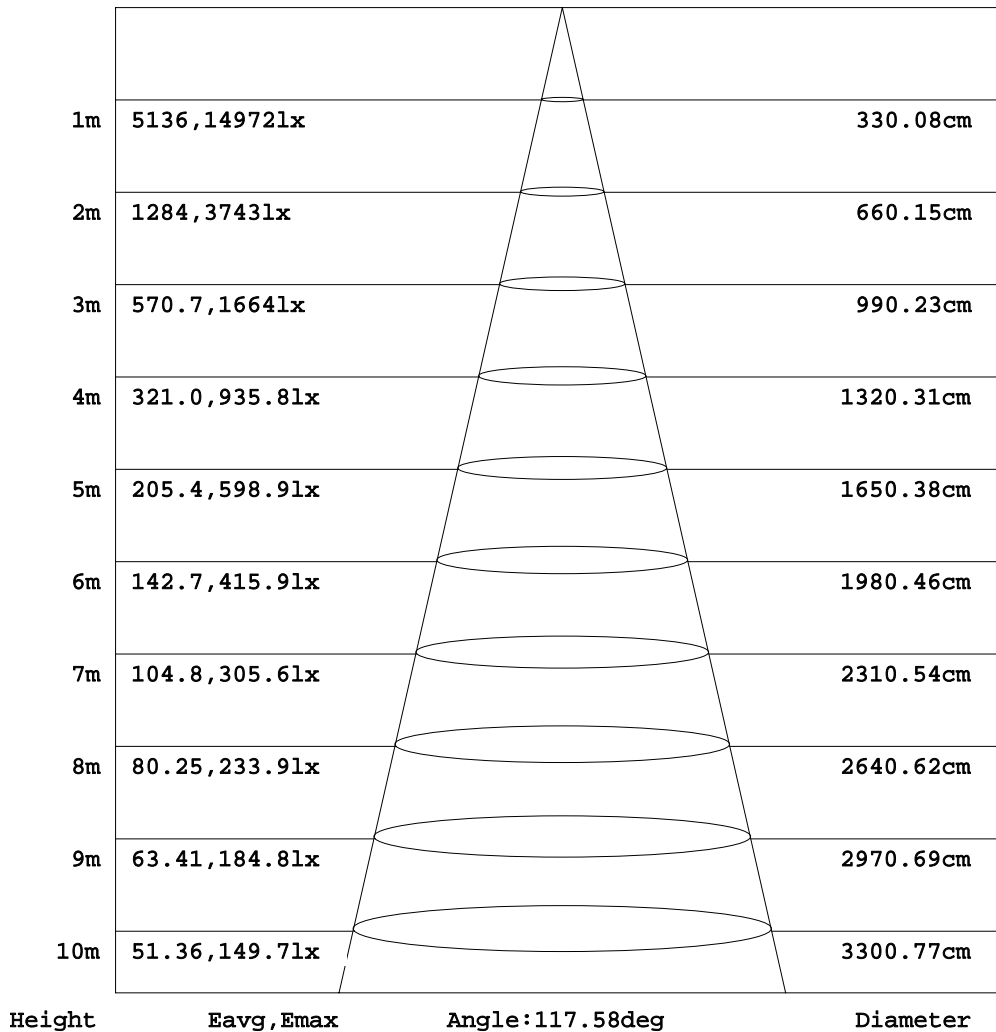 1m 5136,14972lx 330.08cm
2m 1284,3743lx 660.15cm
3m 570.7,1664lx 990.23cm
4m 321.0,935.8lx 1320.31cm
5m 205.4,598.9lx 1650.38cm
6m 142.7,415.9lx 1980.46cm
7m 104.8,305.6lx 2310.54cm
8m 80.25,233.9lx 2640.62cm
9m 63.41,184.8lx 2970.69cm
10m 51.36,149.7lx 3300.77cm
Height Eavg,Emax Angle:117.58deg Diameter